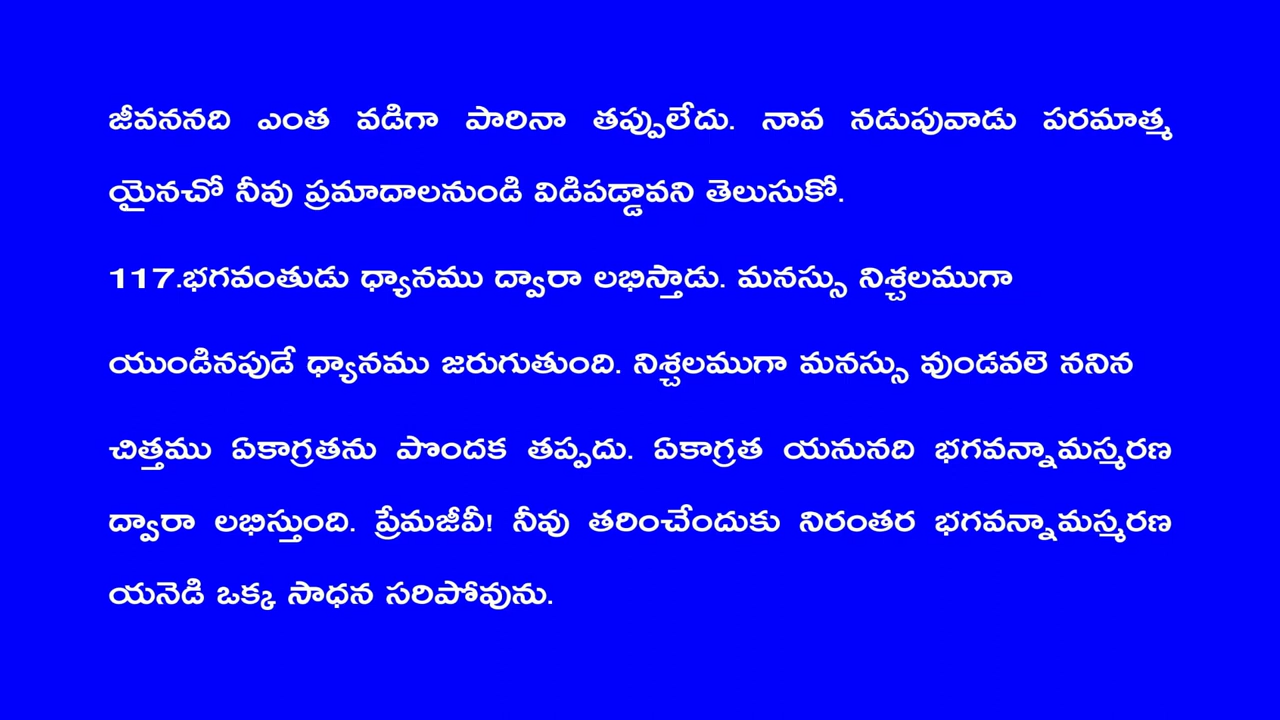 జీవననది ఎంత వడిగా పారినా తప్పులేదు. నావ నడుపువాడు పరమాత్మ
యైనచో నీవు ప్రమాదాలనుండి విడిపడ్డావని తెలుసుకో.
117.భగవంతుడు ధ్యానము ద్వారా లభిస్తాడు. మనస్సు నిశ్చలముగా
యుండినపుడే ధ్యానము జరుగుతుంది. నిశ్చలముగా మనస్సు వుండవలె ననిన
చిత్తము ఏకాగ్రతను పొందక తప్పదు. ఏకాగ్రత యనునది భగవన్నామస్మరణ
ద్వారా లభిస్తుంది. ప్రేమజీవీ! నీవు తరించేందుకు నిరంతర భగవన్నామస్మరణ
యనెడి ఒక్క సాధన సరిపోవును.